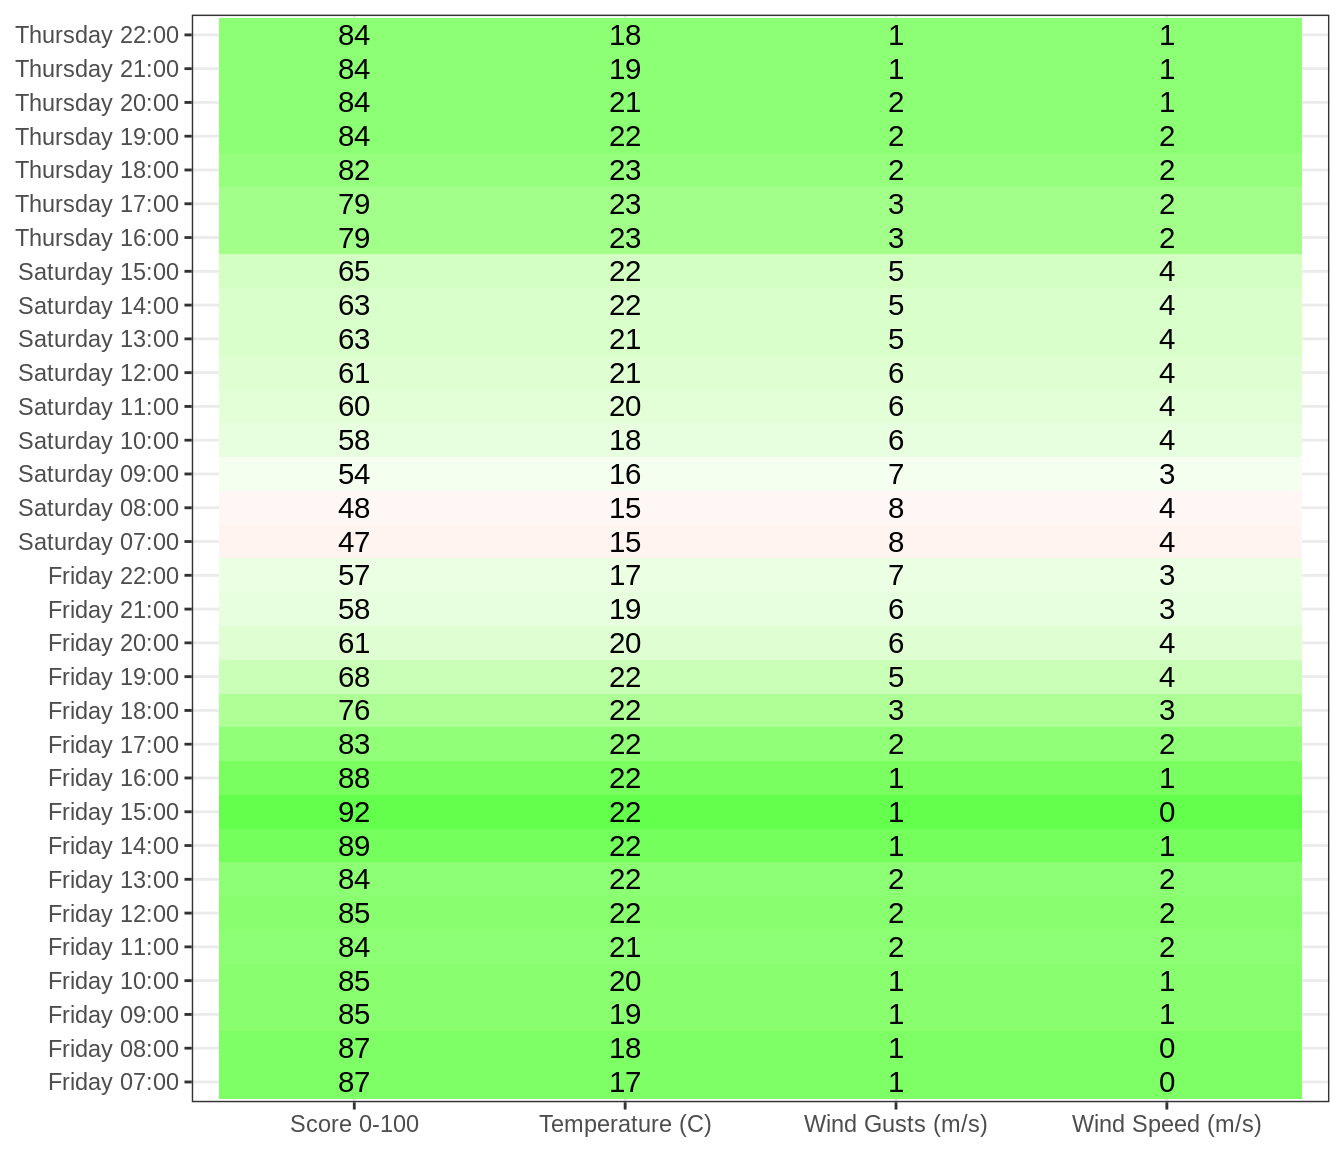 Thursday 22:00 84 18 1 1
Thursday 21:00 84 19 1 1
Thursday 20:00 84 21 2 1
Thursday 19:00 84 22 2 2
Thursday 18:00 82 23 2 2
Thursday 17:00 79 23 3 2
Thursday 16:00 79 23 3 2
Saturday 15:00 65 22 5 4
Saturday 14:00 63 22 5 4
Saturday 13:00 63 21 5 4
Saturday 12:00 61 21 6 4
Saturday 11:00 60 20 6 4
Saturday 10:00 58 18 6 4
Saturday 09:00 54 16 7 3
Saturday 08:00 48 15 8 4
Saturday 07:00 47 15 8 4
Friday 22:00 57 17 7 3
Friday 21:00 58 19 6 3
Friday 20:00 61 20 6 4
Friday 19:00 68 22 5 4
Friday 18:00 76 22 3 3
Friday 17:00 83 22 2 2
Friday 16:00 88 22 1 1
Friday 15:00 92 22 1 0
Friday 14:00 89 22 1 1
Friday 13:00 84 22 2 2
Friday 12:00 85 22 2 2
Friday 11:00 84 21 2 2
Friday 10:00 85 20 1 1
Friday 09:00 85 19 1 1
Friday 08:00 87 18 1 0
Friday 07:00 87 17 1 0
Score 0-100 Temperature (C) Wind Gusts (m/s) Wind Speed (m/s)